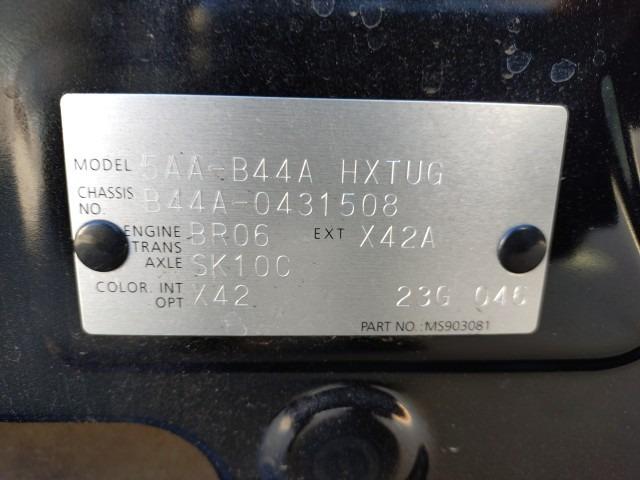 MODEL 5AA-B44A HXTUG
CHASSIS NO. B44A-0431508
ENGINE BR06 EXT X42A
TRANS AXLE SK10C
COLOR. INT OPT X42 23G 046
PART NO.:MS903081